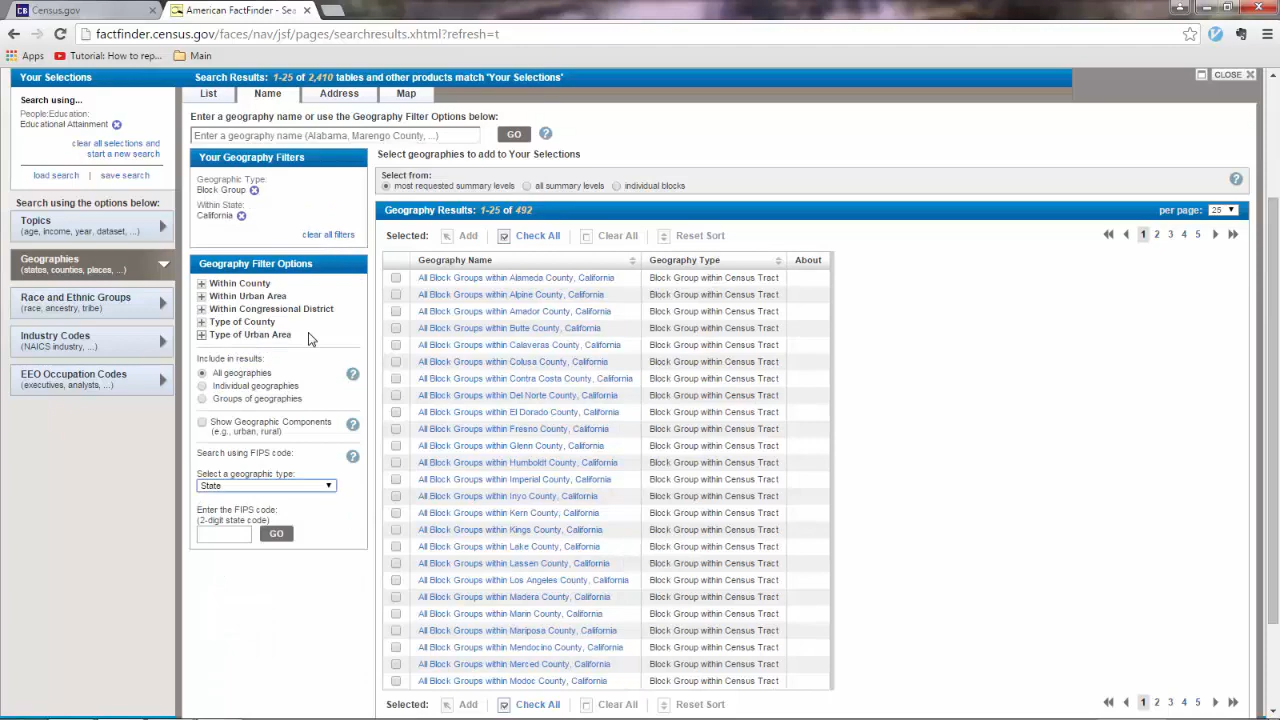 Census.gov
American FactFinder - Sea
factfinder.census.gov/faces/nav/jsf/pages/searchresults.xhtml?refresh=t
Apps
Tutorial: How to rep...
Main
Your Selections
Search Results: 1-25 of 2,410 tables and other products match 'Your Selections'
CLOSE
Search using...
People:Education:
Educational Attainment
clear all selections and
start a new search
load search | save search
Search using the options below:
Topics
(age, income, year, dataset, ...)
Geographies
(states, counties, places, ...)
Race and Ethnic Groups
(race, ancestry, tribe)
Industry Codes
(NAICS industry, ...)
EEO Occupation Codes
(executives, analysts, ...)
List
Name
Address
Map
Enter a geography name or use the Geography Filter Options below:
Enter a geography name (Alabama, Marengo County, ...)
GO
?
Your Geography Filters
Geographic Type:
Block Group
Within State:
California
clear all filters
Geography Filter Options
Within County
Within Urban Area
Within Congressional District
Type of County
Type of Urban Area
Include in results:
All geographies
?
Individual geographies
Groups of geographies
Show Geographic Components
(e.g., urban, rural)
?
Search using FIPS code:
?
Select a geographic type:
State
Enter the FIPS code:
(2-digit state code)
GO
Select geographies to add to Your Selections
Select from:
most requested summary levels
all summary levels
individual blocks
?
Geography Results: 1-25 of 492
per page: 25
Selected: Add Check All Clear All Reset Sort
1 2 3 4 5
Geography Name Geography Type About
All Block Groups within Alameda County, California Block Group within Census Tract
All Block Groups within Alpine County, California Block Group within Census Tract
All Block Groups within Amador County, California Block Group within Census Tract
All Block Groups within Butte County, California Block Group within Census Tract
All Block Groups within Calaveras County, California Block Group within Census Tract
All Block Groups within Colusa County, California Block Group within Census Tract
All Block Groups within Contra Costa County, California Block Group within Census Tract
All Block Groups within Del Norte County, California Block Group within Census Tract
All Block Groups within El Dorado County, California Block Group within Census Tract
All Block Groups within Fresno County, California Block Group within Census Tract
All Block Groups within Glenn County, California Block Group within Census Tract
All Block Groups within Humboldt County, California Block Group within Census Tract
All Block Groups within Imperial County, California Block Group within Census Tract
All Block Groups within Inyo County, California Block Group within Census Tract
All Block Groups within Kern County, California Block Group within Census Tract
All Block Groups within Kings County, California Block Group within Census Tract
All Block Groups within Lake County, California Block Group within Census Tract
All Block Groups within Lassen County, California Block Group within Census Tract
All Block Groups within Los Angeles County, California Block Group within Census Tract
All Block Groups within Madera County, California Block Group within Census Tract
All Block Groups within Marin County, California Block Group within Census Tract
All Block Groups within Mariposa County, California Block Group within Census Tract
All Block Groups within Mendocino County, California Block Group within Census Tract
All Block Groups within Merced County, California Block Group within Census Tract
All Block Groups within Modoc County, California Block Group within Census Tract
Selected: Add Check All Clear All Reset Sort
1 2 3 4 5